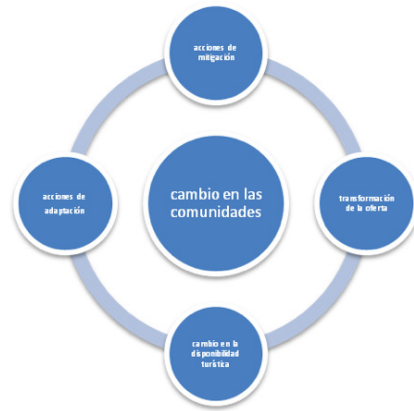 acciones de
mitigación
acciones de
adaptación
cambio en las
comunidades
transformación
de la oferta
cambio en la
disponibilidad
turística